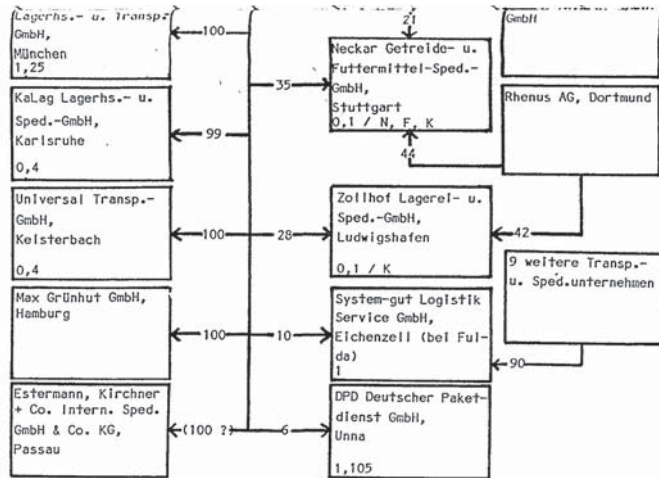 Lagerhs.- u. Transp.-
GmbH,
München
1,25
100
KaLag Lagerhs.- u.
Sped.-GmbH,
Karlsruhe
0,4
99
Universal Transp.-
GmbH,
Kelsterbach
0,4
100
Max Grünhut GmbH,
Hamburg
100
Estermann, Kirchner
+ Co. Intern. Sped.
GmbH & Co. KG,
Passau
(100 ?)
21
35
Neckar Getreide- u.
Futtermittel-Sped.-
GmbH,
Stuttgart
0,1 / N, F, K
44
28
Zollhof Lagerei- u.
Sped.-GmbH,
Ludwigshafen
0,1 / K
42
10
System-gut Logistik
Service GmbH,
Eichenzell (bei Ful-
da)
1
90
6
DPD Deutscher Paket-
dienst GmbH,
Unna
1,105
GmbH
Rhenus AG, Dortmund
9 weitere Transp.-
u. Sped.unternehmen